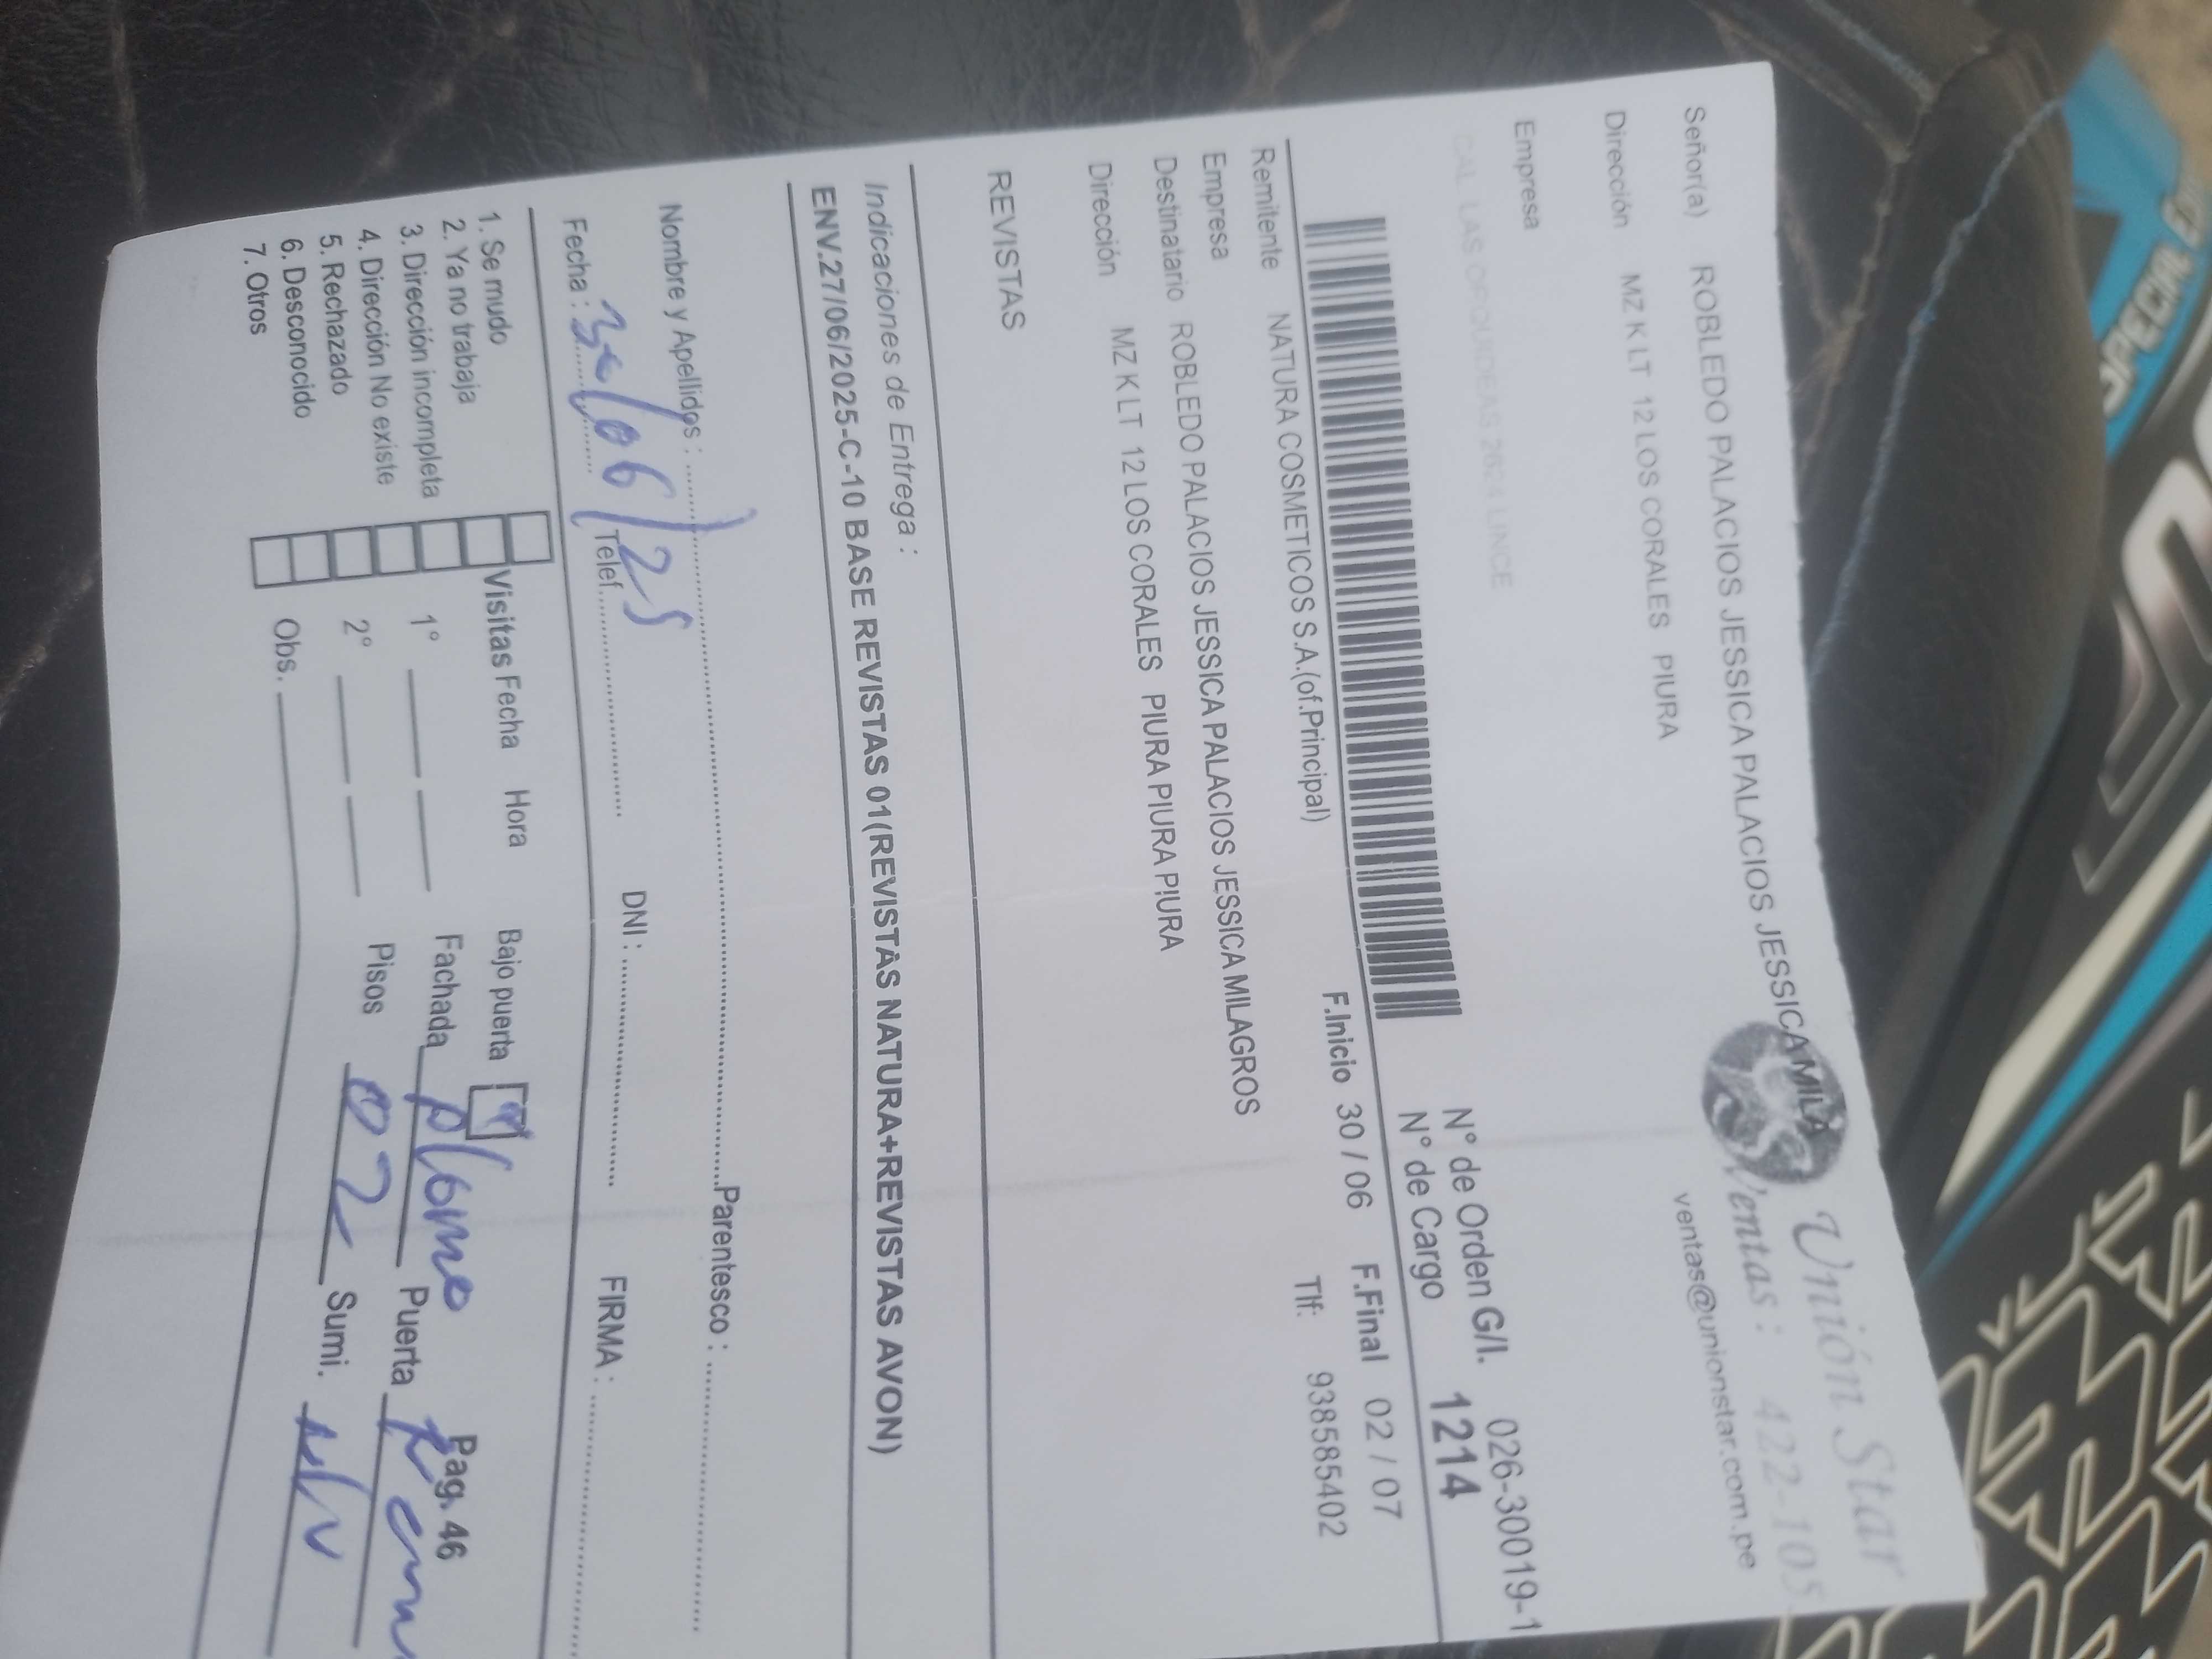 Unión Star
Ventas: 422-105
ventas@unionstar.com.pe
Señor(a) ROBLEDO PALACIOS JESSICA PALACIOS JESSICA MILA
Dirección MZ K LT 12 LOS CORALES PIURA
Empresa
CAL LAS ORQUIDEAS 2624 LINCE
N° de Orden G/I. 026-30019-1
N° de Cargo 1214
Remitente NATURA COSMETICOS S.A.(of.Principal) F.Inicio 30 / 06 F.Final 02 / 07
Empresa Tlf: 938585402
Destinatario ROBLEDO PALACIOS JESSICA PALACIOS JESSICA MILAGROS
Dirección MZ K LT 12 LOS CORALES PIURA PIURA PIURA
REVISTAS
Indicaciones de Entrega :
ENV.27/06/2025-C-10 BASE REVISTAS 01(REVISTAS NATURA+REVISTAS AVON)
Nombre y Apellidos : Parentesco :
Fecha : 30/06/25 Telef. DNI : FIRMA :
1. Se mudo
2. Ya no trabaja
3. Dirección incompleta
4. Dirección No existe
5. Rechazado
6. Desconocido
7. Otros
Visitas Fecha Hora
1°
2°
Obs.
Bajo puerta Pag. 46
Fachada plomo Puerta
Pisos 02 Sumi.